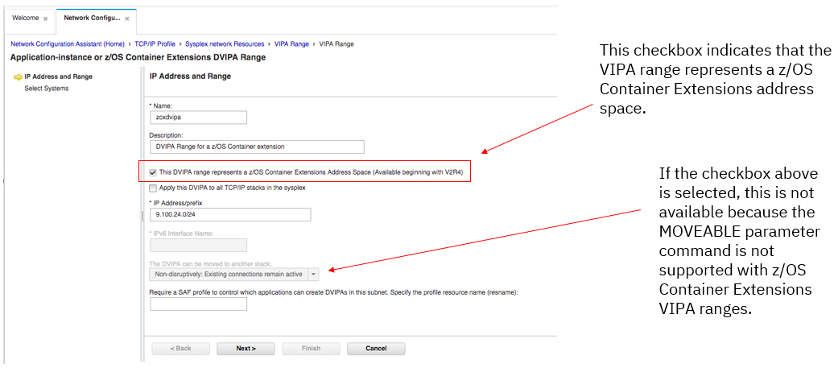 Welcome ×
Network Configu... ×
Network Configuration Assistant (Home) › TCP/IP Profile › Sysplex network Resources › VIPA Range › VIPA Range
Application-instance or z/OS Container Extensions DVIPA Range
IP Address and Range
Select Systems
IP Address and Range
* Name:
zcxdvipa
Description:
DVIPA Range for a z/OS Container extension
This DVIPA range represents a z/OS Container Extensions Address Space (Available beginning with V2R4)
Apply this DVIPA to all TCP/IP stacks in the sysplex
* IP Address/prefix
9.100.24.0/24
* IPv6 Interface Name:
The DVIPA can be moved to another stack:
Non-disruptively: Existing connections remain active
Require a SAF profile to control which applications can create DVIPAs in this subnet. Specify the profile resource name (resname):
< Back
Next >
Finish
Cancel
This checkbox indicates that the
VIPA range represents a z/OS
Container Extensions address
space.
If the checkbox above
is selected, this is not
available because the
MOVEABLE parameter
command is not
supported with z/OS
Container Extensions
VIPA ranges.